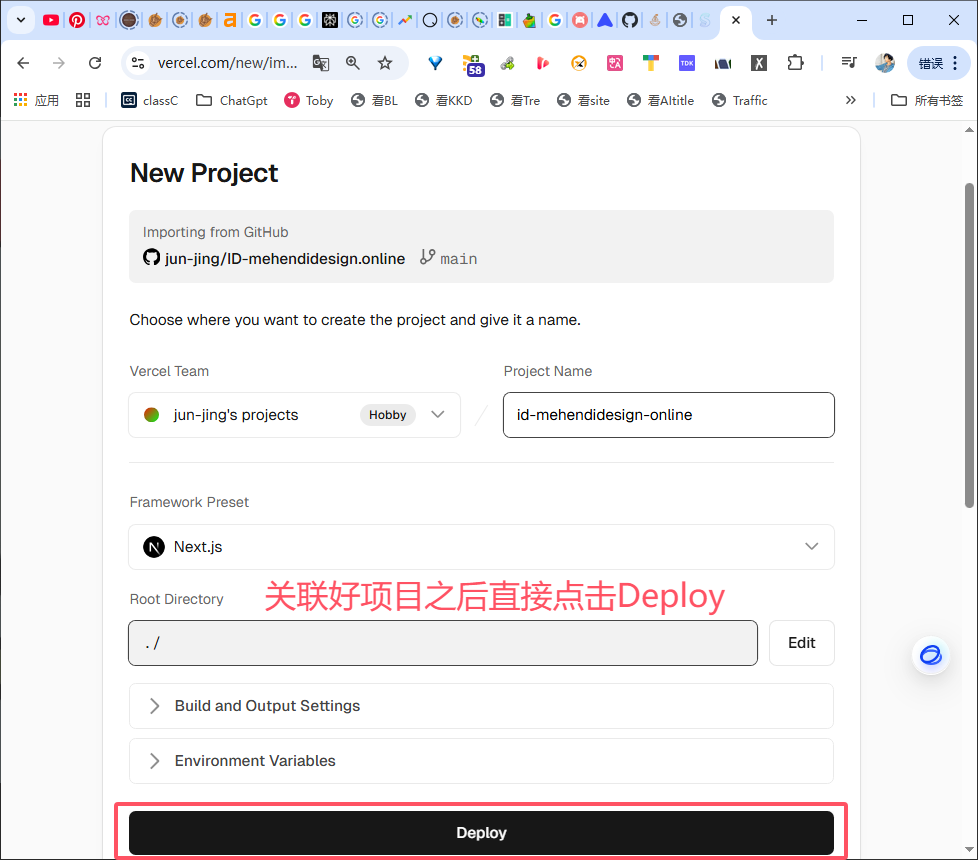 vercel.com/new/im...
58
TDK
错误
应用
classC
ChatGpt
Toby
看BL
看KKD
看Tre
看site
看AItitle
Traffic
所有书签
New Project
Importing from GitHub
jun-jing/ID-mehendidesign.online
main
Choose where you want to create the project and give it a name.
Vercel Team
Project Name
jun-jing's projects
Hobby
id-mehendidesign-online
Framework Preset
Next.js
关联好项目之后直接点击Deploy
Root Directory
./
Edit
Build and Output Settings
Environment Variables
Deploy